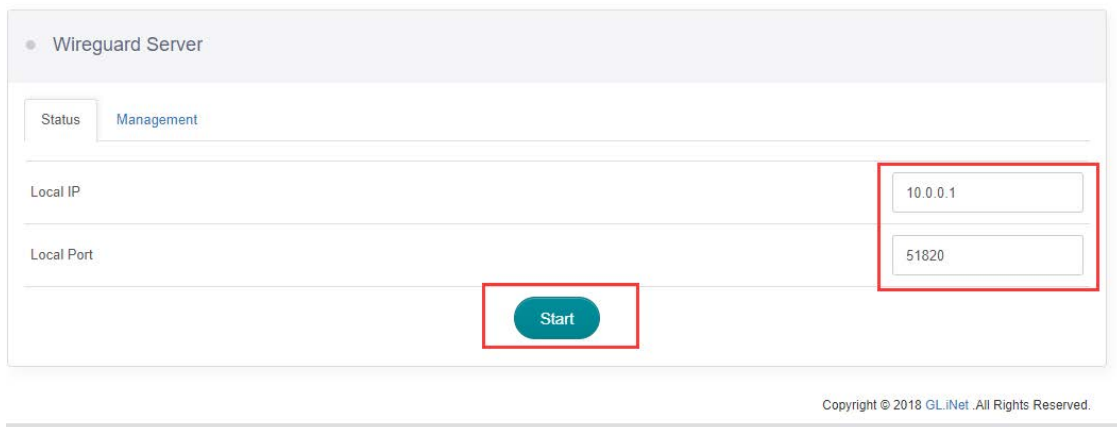 Wireguard Server
Status Management
Local IP 10.0.0.1
Local Port 51820
Start
Copyright © 2018 GL.iNet .All Rights Reserved.